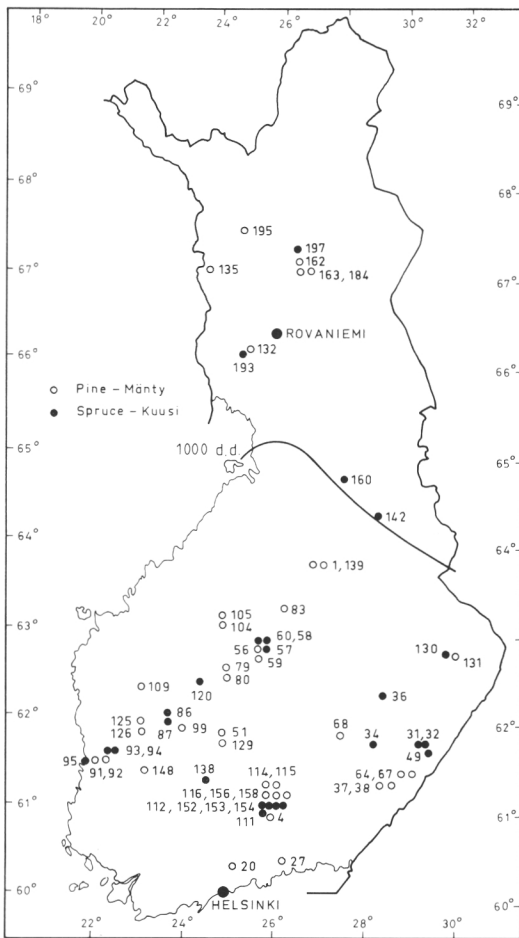 18° 20° 22° 24° 26° 28° 30° 32°
69° 69°
68° 68°
195
197
162
67° 135 163, 184 67°
ROVANIEMI
132
66° 193 66°
Pine – Mänty
Spruce – Kuusi
65° 1000 d.d. 65°
160
142
64° 64°
1, 139
105 83
63° 104 60, 58 63°
56 57 130
79 59 131
80
109 120 36
86
62° 125 62°
126 87 99 51 68 34 31, 32
129
93, 94 49
95 91, 92 148 138 114, 115 64, 67
116, 156, 158 37, 38
61° 112, 152, 153, 154 61°
111 4
20 27
60° HELSINKI 60°
22° 24° 26° 28° 30°